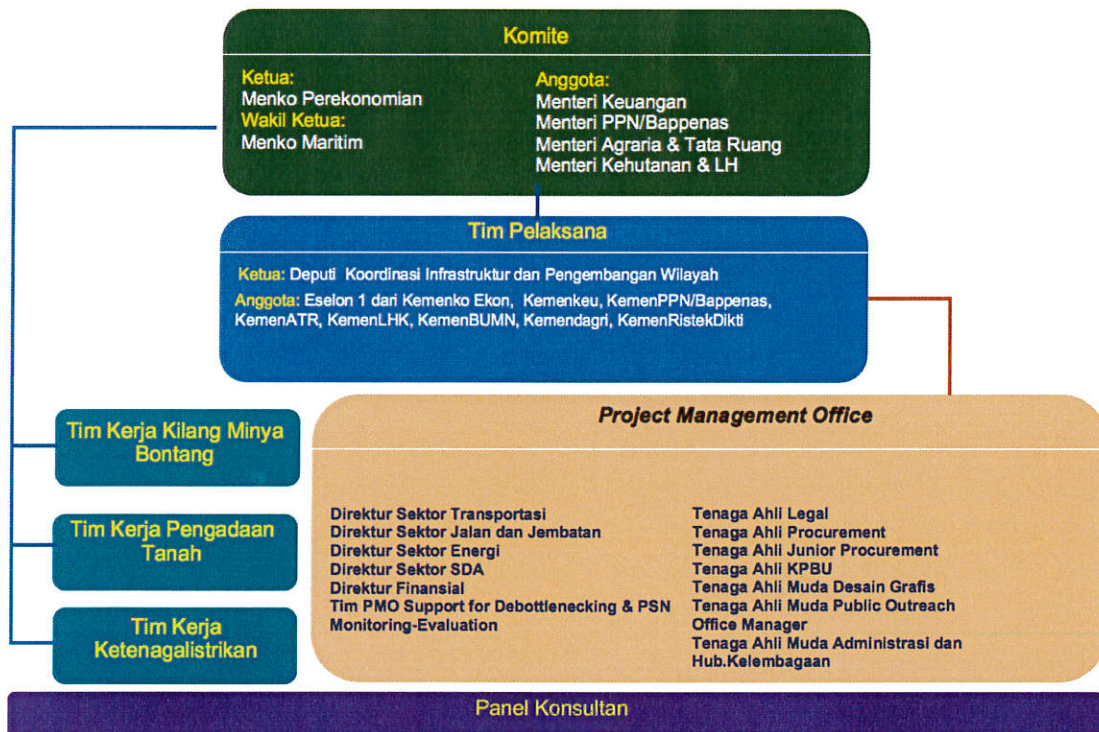 Komite
Ketua:
Menko Perekonomian
Wakil Ketua:
Menko Maritim
Anggota:
Menteri Keuangan
Menteri PPN/Bappenas
Menteri Agraria & Tata Ruang
Menteri Kehutanan & LH
Tim Pelaksana
Ketua: Deputi Koordinasi Infrastruktur dan Pengembangan Wilayah
Anggota: Eselon 1 dari Kemenko Ekon, Kemenkeu, KemenPPN/Bappenas,
KemenATR, KemenLHK, KemenBUMN, Kemendagri, KemenRistekDikti
Tim Kerja Kilang Minya
Bontang
Tim Kerja Pengadaan
Tanah
Tim Kerja
Ketenagalistrikan
Project Management Office
Direktur Sektor Transportasi
Direktur Sektor Jalan dan Jembatan
Direktur Sektor Energi
Direktur Sektor SDA
Direktur Finansial
Tim PMO Support for Debottlenecking & PSN
Monitoring-Evaluation
Tenaga Ahli Legal
Tenaga Ahli Procurement
Tenaga Ahli Junior Procurement
Tenaga Ahli KPBU
Tenaga Ahli Muda Desain Grafis
Tenaga Ahli Muda Public Outreach
Office Manager
Tenaga Ahli Muda Administrasi dan
Hub.Kelembagaan
Panel Konsultan